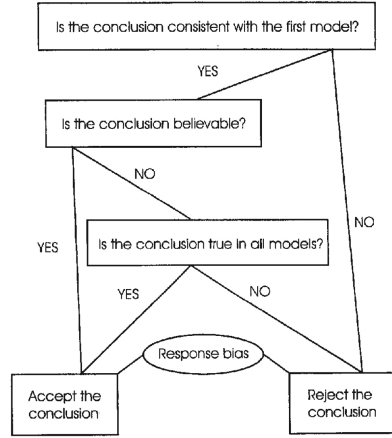 Is the conclusion consistent with the first model?
YES
Is the conclusion believable?
NO
NO
YES
Is the conclusion true in all models?
YES
NO
Response bias
Accept the
conclusion
Reject the
conclusion